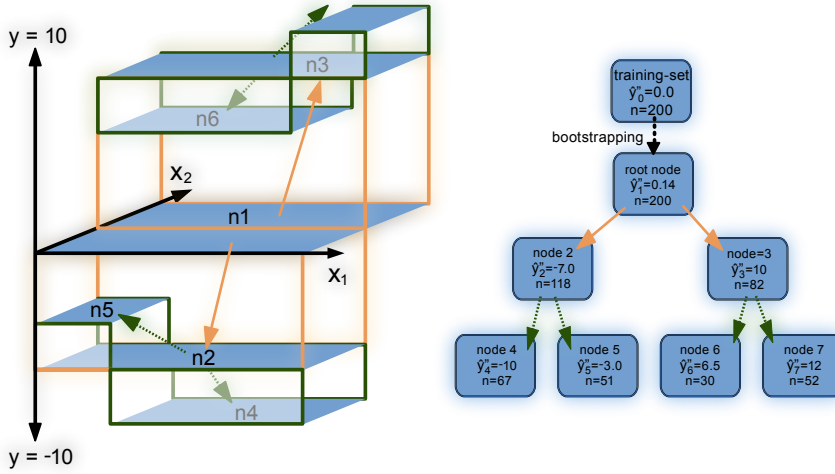 y = 10
n3
n6
x₂
n1
x₁
n5
n2
n4
y = -10
training-set
ŷ"₀=0.0
n=200
bootstrapping
root node
ŷ"₁=0.14
n=200
node 2
ŷ"₂=-7.0
n=118
node=3
ŷ"₃=10
n=82
node 4
ŷ"₄=-10
n=67
node 5
ŷ"₅=-3.0
n=51
node 6
ŷ"₆=6.5
n=30
node 7
ŷ"₇=12
n=52